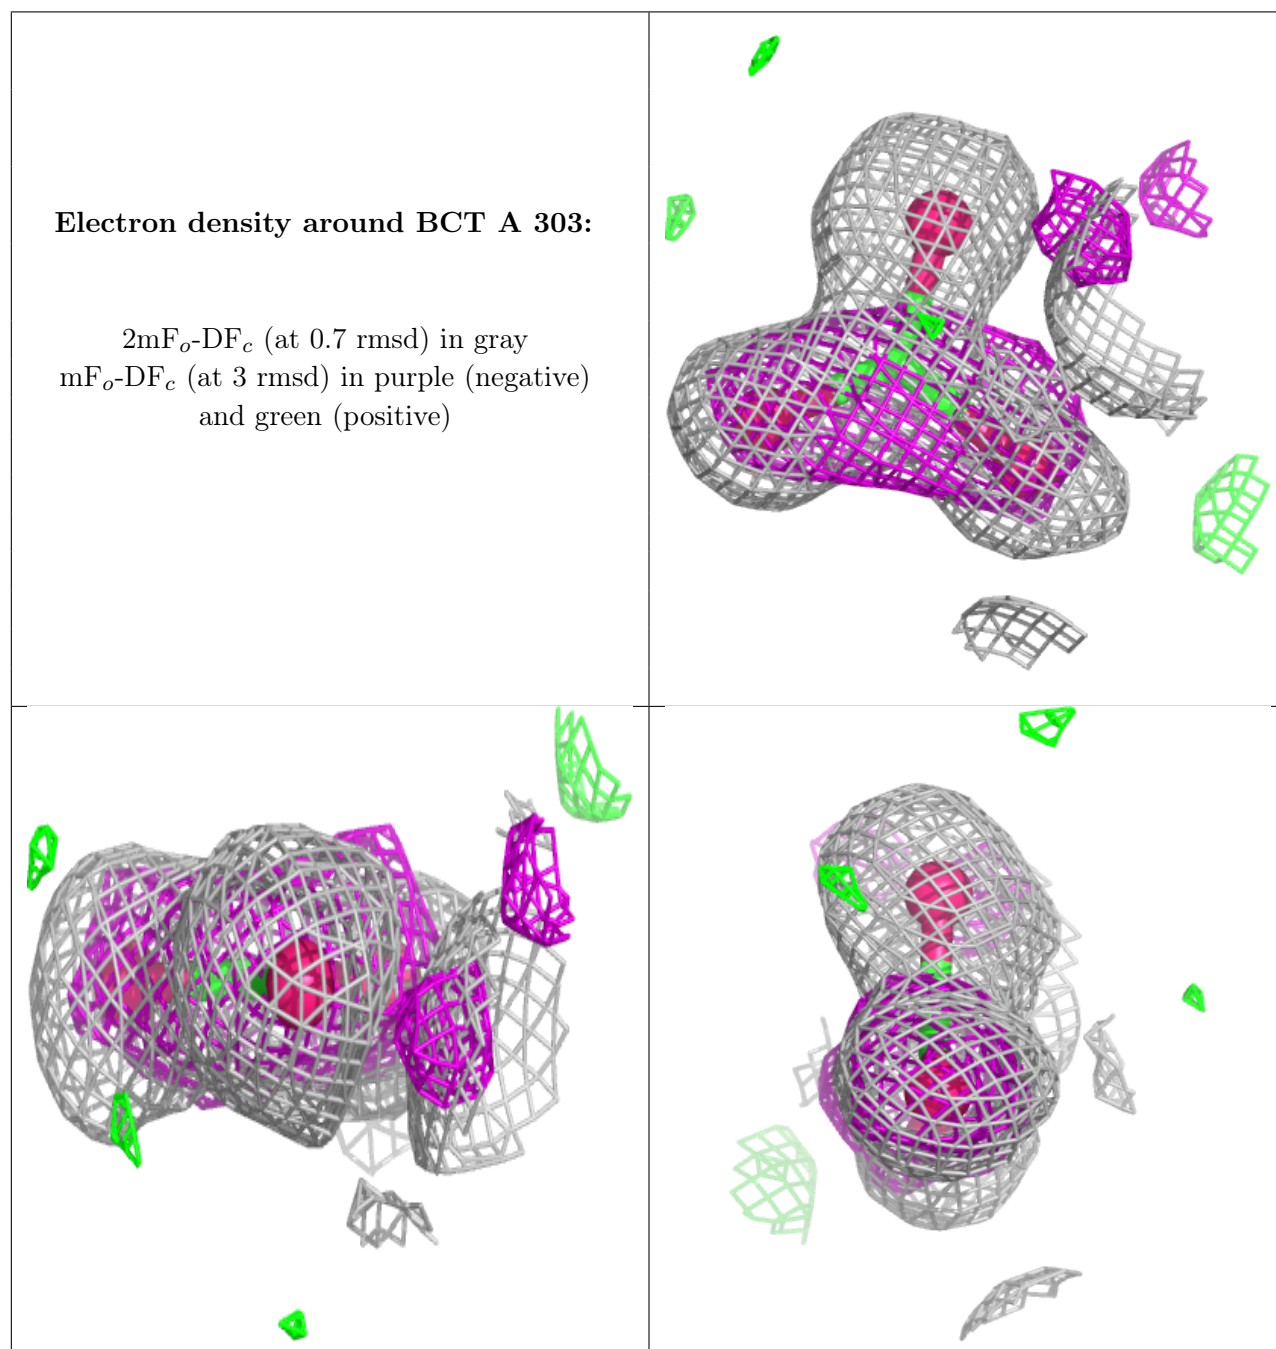 Electron density around BCT A 303:
2mFo-DFc (at 0.7 rmsd) in gray
mFo-DFc (at 3 rmsd) in purple (negative)
and green (positive)